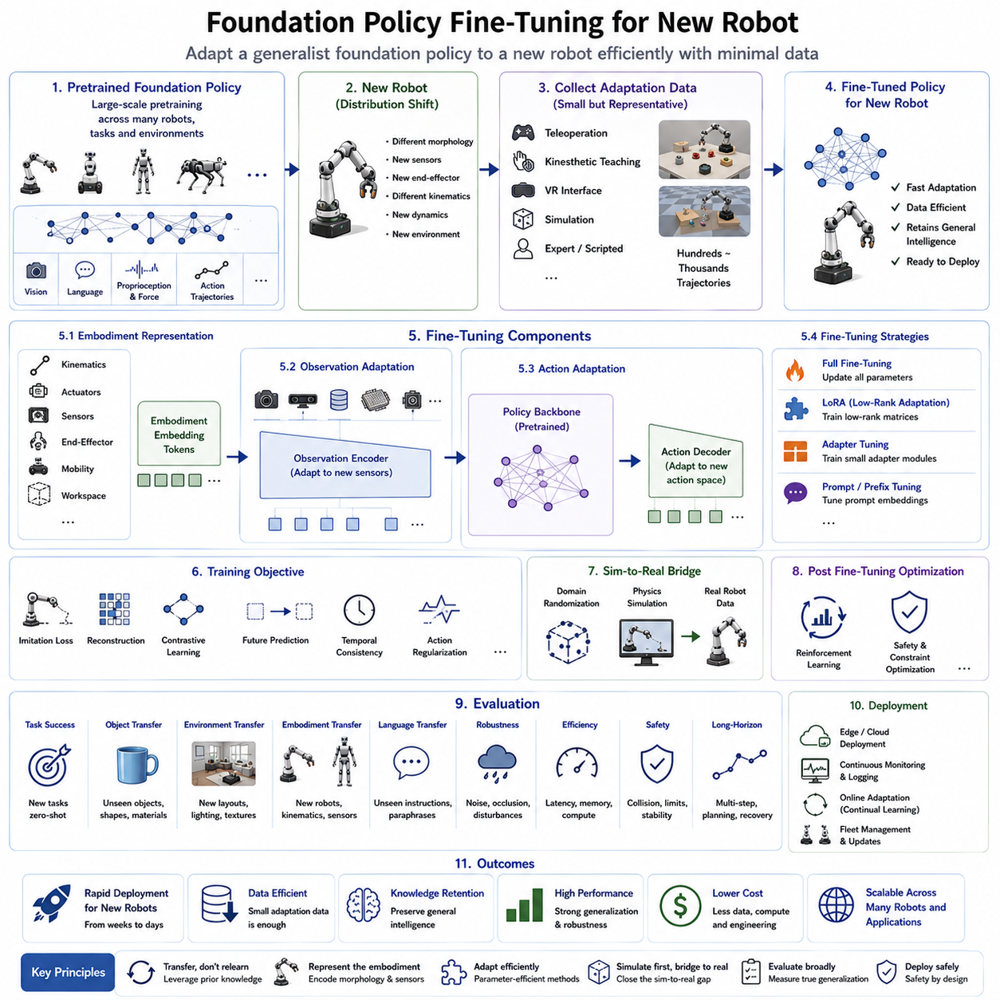 Foundation Policy Fine-Tuning for New Robot
Adapt a generalist foundation policy to a new robot efficiently with minimal data
1. Pretrained Foundation Policy
Large-scale pretraining
across many robots,
tasks and environments
...
Vision
Language
Proprioception
& Force
Action
Trajectories
...
2. New Robot
(Distribution Shift)
• Different morphology
• New sensors
• New end-effector
• Different kinematics
• New dynamics
• New environment
3. Collect Adaptation Data
(Small but Representative)
Teleoperation
Kinesthetic Teaching
VR Interface
Simulation
Expert / Scripted
...
Hundreds ~
Thousands
Trajectories
4. Fine-Tuned Policy
for New Robot
✓ Fast Adaptation
✓ Data Efficient
✓ Retains General
Intelligence
✓ Ready to Deploy
5. Fine-Tuning Components
5.1 Embodiment Representation
Kinematics
Actuators
Sensors
End-Effector
Mobility
Workspace
...
Embodiment
Embedding
Tokens
...
5.2 Observation Adaptation
...
Observation Encoder
(Adapt to new sensors)
...
5.3 Action Adaptation
Policy Backbone
(Pretrained)
Action Decoder
(Adapt to new
action space)
...
5.4 Fine-Tuning Strategies
Full Fine-Tuning
Update all parameters
LoRA (Low-Rank Adaptation)
Train low-rank matrices
Adapter Tuning
Train small adapter modules
Prompt / Prefix Tuning
Tune prompt embeddings
...
6. Training Objective
Imitation Loss
Reconstruction
Contrastive
Learning
Future Prediction
Temporal
Consistency
Action
Regularization
...
7. Sim-to-Real Bridge
Domain
Randomization
Physics
Simulation
Real Robot
Data
8. Post Fine-Tuning Optimization
Reinforcement
Learning
Safety &
Constraint
Optimization
...
9. Evaluation
Task Success
New tasks
zero-shot
Object Transfer
Unseen objects,
shapes, materials
Environment Transfer
New layouts,
lighting, textures
Embodiment Transfer
New robots,
kinematics, sensors
Language Transfer
Unseen instructions,
paraphrases
Robustness
Noise, occlusion,
disturbances
Efficiency
Latency, memory,
compute
Safety
Collision, limits,
stability
Long-Horizon
Multi-step,
planning, recovery
10. Deployment
Edge / Cloud
Deployment
Continuous Monitoring
& Logging
Online Adaptation
(Continual Learning)
Fleet Management
& Updates
11. Outcomes
Rapid Deployment
for New Robots
From weeks to days
Data Efficient
Small adaptation data
is enough
Knowledge Retention
Preserve general
intelligence
High Performance
Strong generalization
& robustness
$
Lower Cost
Less data, compute
and engineering
Scalable Across
Many Robots and
Applications
Key Principles
Transfer, don't relearn
Leverage prior knowledge
Represent the embodiment
Encode morphology & sensors
Adapt efficiently
Parameter-efficient methods
Simulate first, bridge to real
Close the sim-to-real gap
Evaluate broadly
Measure true generalization
Deploy safely
Safety by design